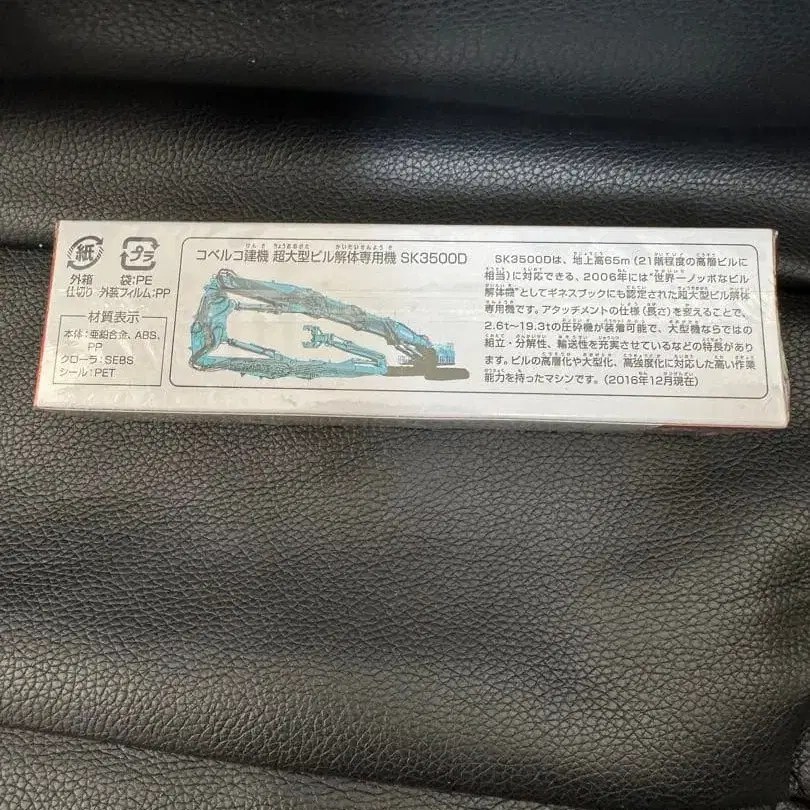 紙
プラ
外箱
仕切り
袋:PE
外装フィルム:PP
材質表示
本体:亜鉛合金、ABS、
PP
クローラ:SEBS
シール:PET
コベルコ建機 超大型ビル解体専用機 SK3500D
SK3500Dは、地上高65m(21階程度の高層ビルに
相当)に対応できる、2006年には"世界一ノッポなビル
解体機"としてギネスブックにも認定された超大型ビル解体
専用機です。アタッチメントの仕様(長さ)を変えることで、
2.6t〜19.3tの圧砕機が装着可能で、大型機ならではの
組立・分解性、輸送性を充実させているなどの特長があり
ます。ビルの高層化や大型化、高強度化に対応した高い作業
能力を持ったマシンです。(2016年12月現在)